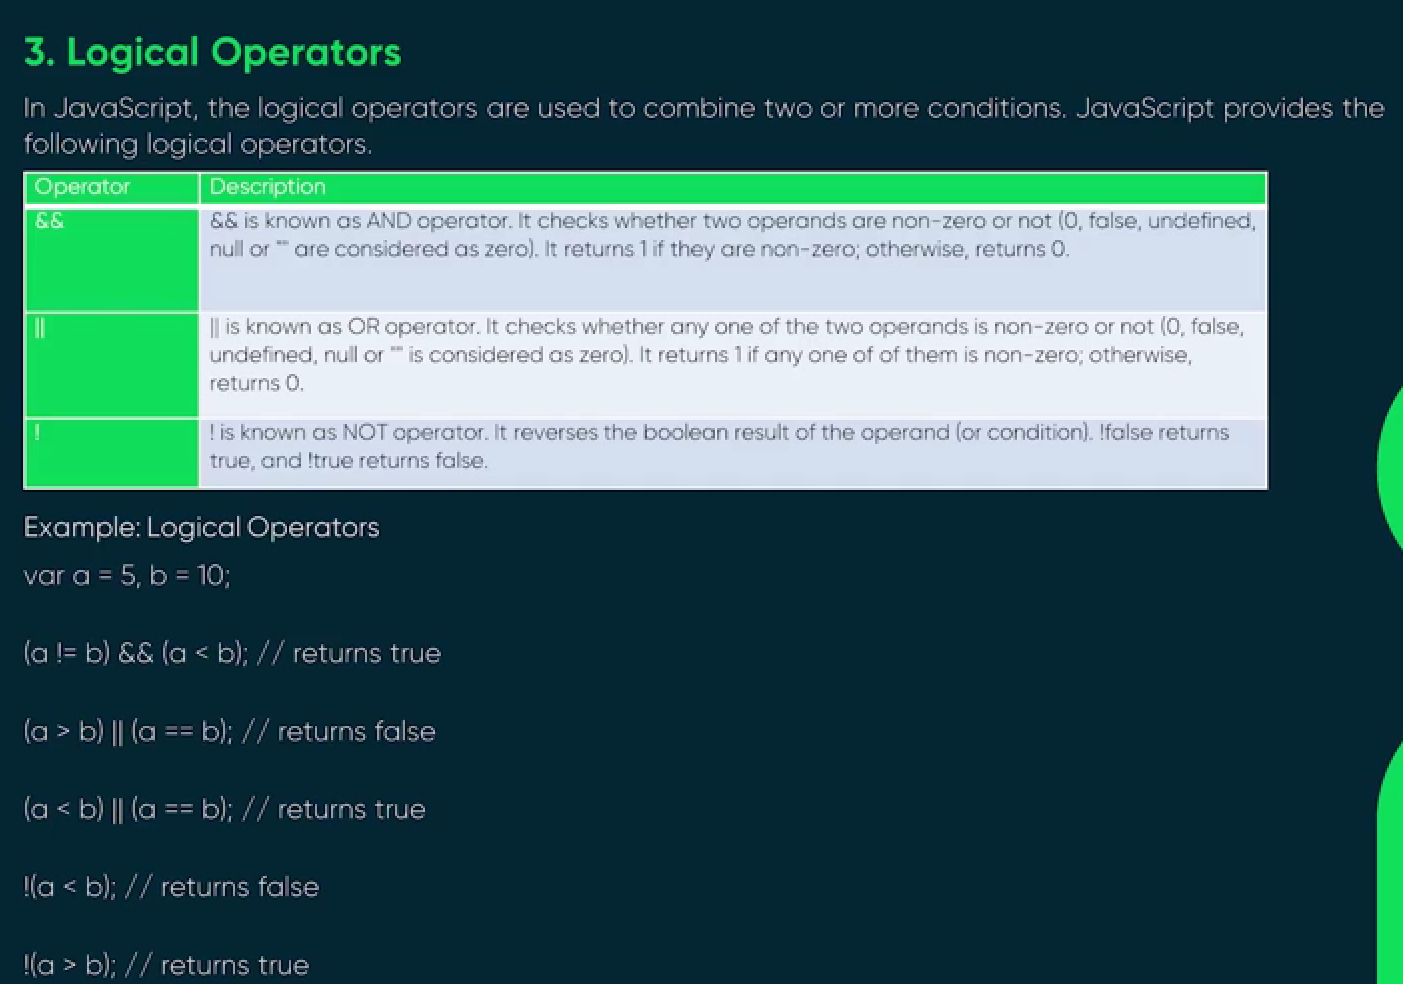 3. Logical Operators
In JavaScript, the logical operators are used to combine two or more conditions. JavaScript provides the
following logical operators.
Operator Description
&& && is known as AND operator. It checks whether two operands are non-zero or not (0, false, undefined,
null or "" are considered as zero). It returns 1 if they are non-zero; otherwise, returns 0.
|| || is known as OR operator. It checks whether any one of the two operands is non-zero or not (0, false,
undefined, null or "" is considered as zero). It returns 1 if any one of of them is non-zero; otherwise,
returns 0.
! ! is known as NOT operator. It reverses the boolean result of the operand (or condition). !false returns
true, and !true returns false.
Example: Logical Operators
var a = 5, b = 10;
(a != b) && (a < b); // returns true
(a > b) || (a == b); // returns false
(a < b) || (a == b); // returns true
!(a < b); // returns false
!(a > b); // returns true